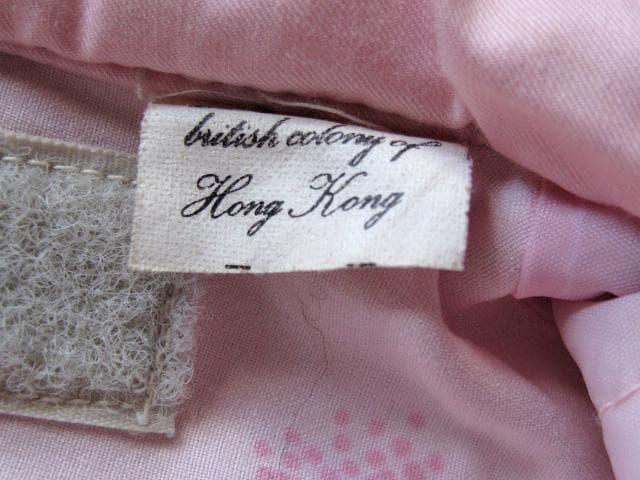 british colony of
Hong Kong